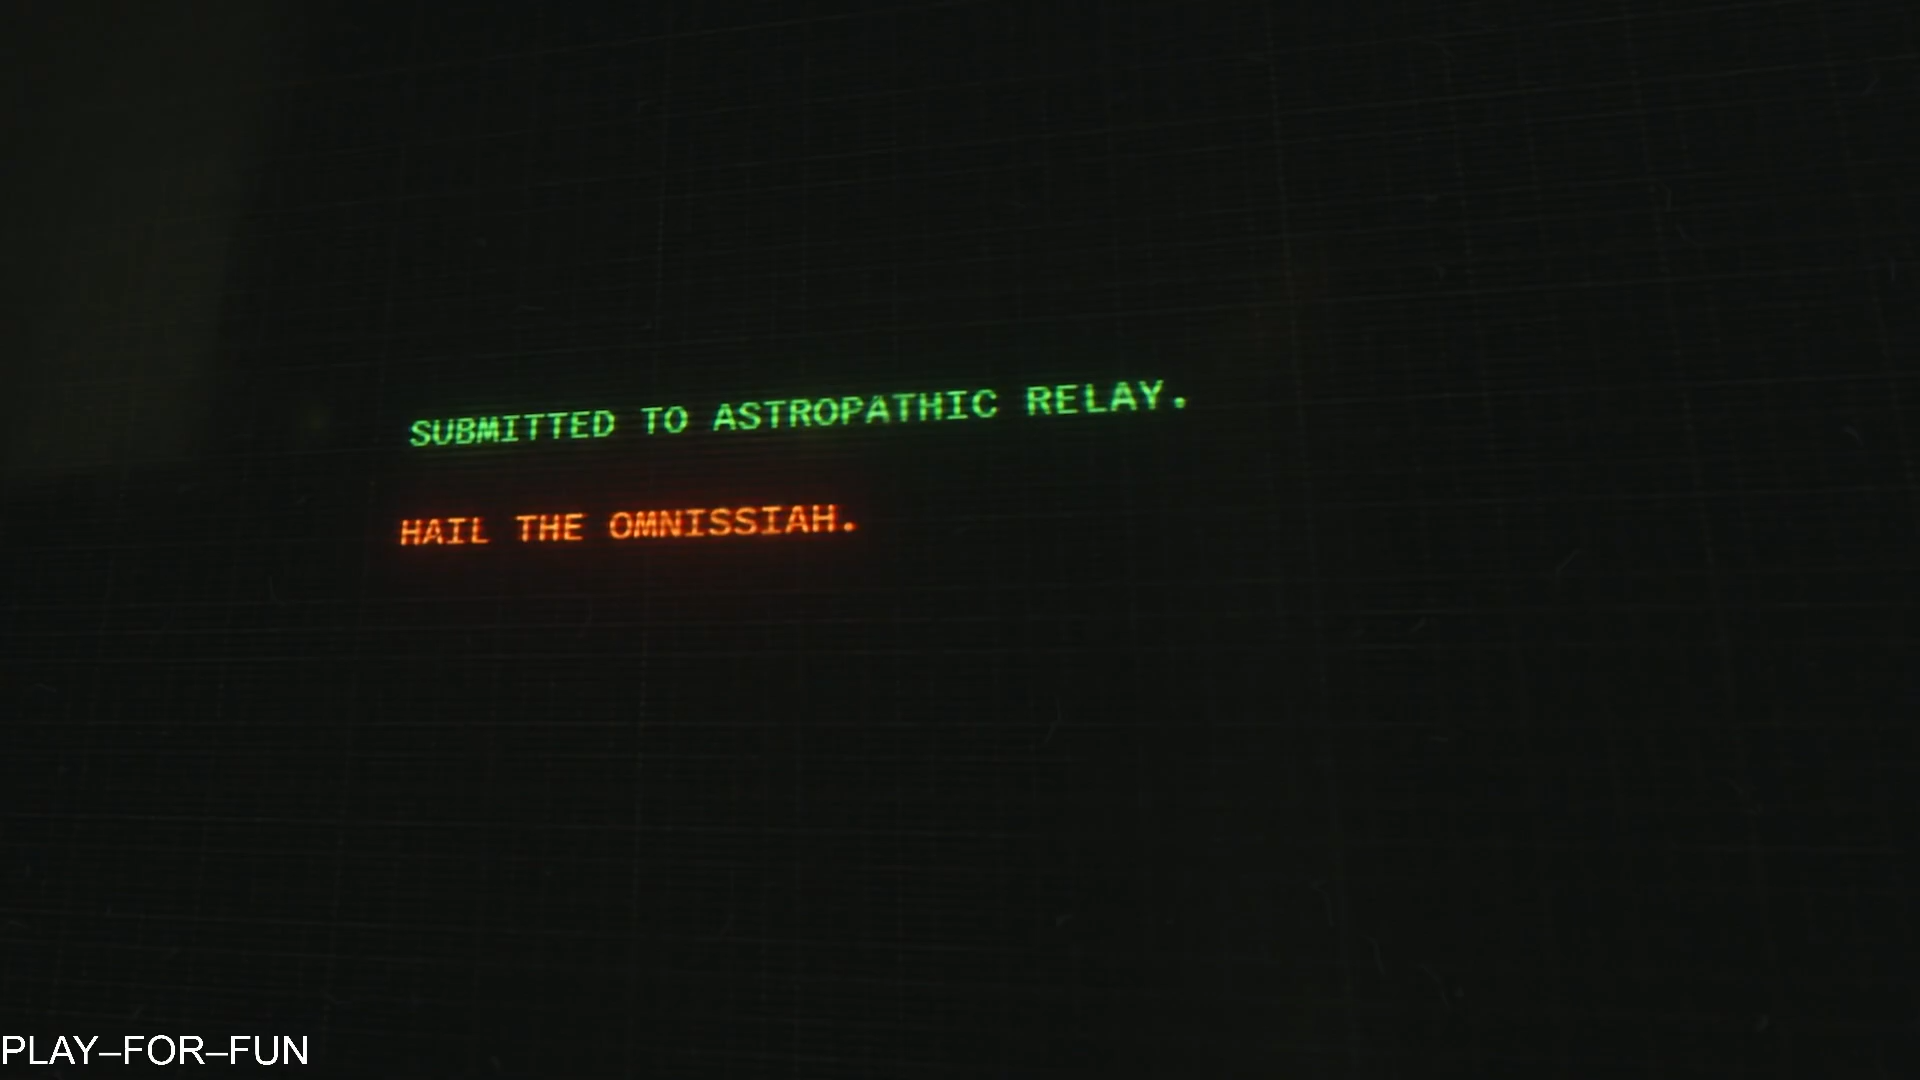 SUBMITTED TO ASTROPATHIC RELAY.
HAIL THE OMNISSIAH.
PLAY–FOR–FUN